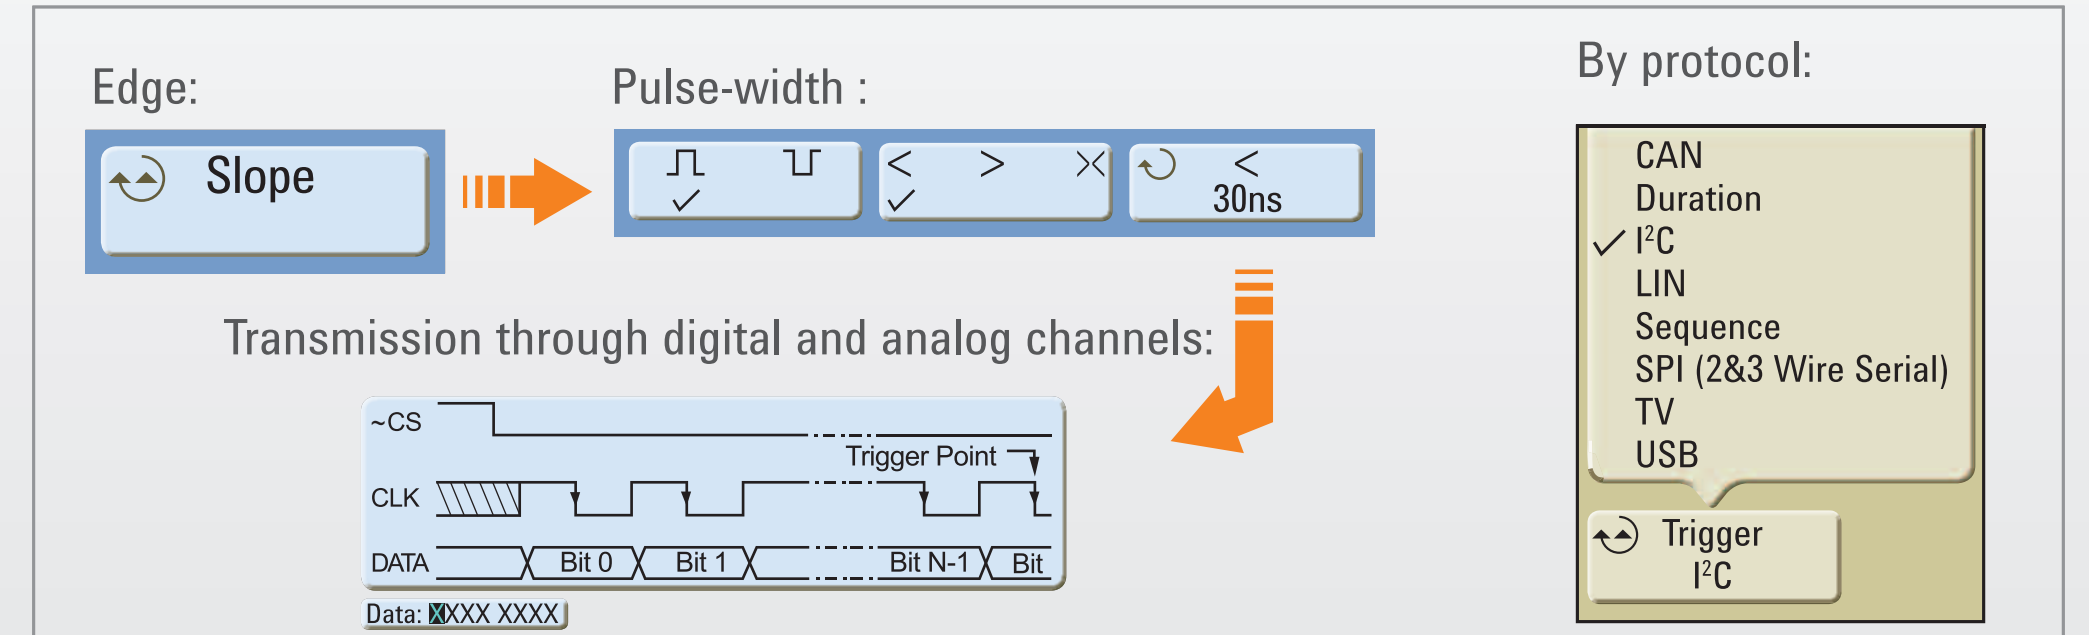 Edge:
Slope
Pulse-width :
< > ><
<
30ns
Transmission through digital and analog channels:
~CS
Trigger Point
CLK
DATA Bit 0 Bit 1 Bit N-1 Bit
Data: XXXX XXXX
By protocol:
CAN
Duration
✓ I²C
LIN
Sequence
SPI (2&3 Wire Serial)
TV
USB
Trigger
I²C